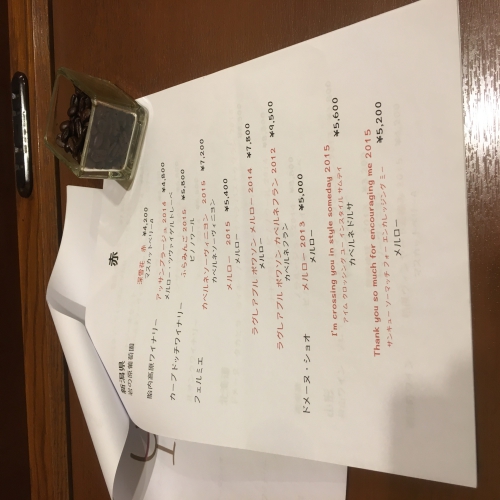 赤
新潟県
岩の原葡萄園
深雪花 赤 ¥4,200
マスカットベリーA
胎内高原ワイナリー
アッサンブラージュ 2014 ¥4,800
メルロー・ツヴァイゲルトレーベ
カーブドッチワイナリー
ふらみんご 2015 ¥5,800
ピノノワール
フェルミエ
カベルネソーヴィニヨン 2015 ¥7,200
カベルネソーヴィニヨン
メルロー 2015 ¥5,400
メルロー
ラグレアブル ポワソン メルロー 2014 ¥7,800
メルロー
ラグレアブル ポワソン カベルネフラン 2012 ¥9,500
カベルネフラン
ドメーヌ・ショオ
メルロー 2013 ¥5,000
メルロー
I'm crossing you in style someday 2015
アイム クロッシング ユー インスタイル サムデイ ¥5,600
カベルネドルサ
Thank you so much for encouraging me 2015
サンキュー ソーマッチ フォー エンカレッジング ミー ¥5,200
メルロー